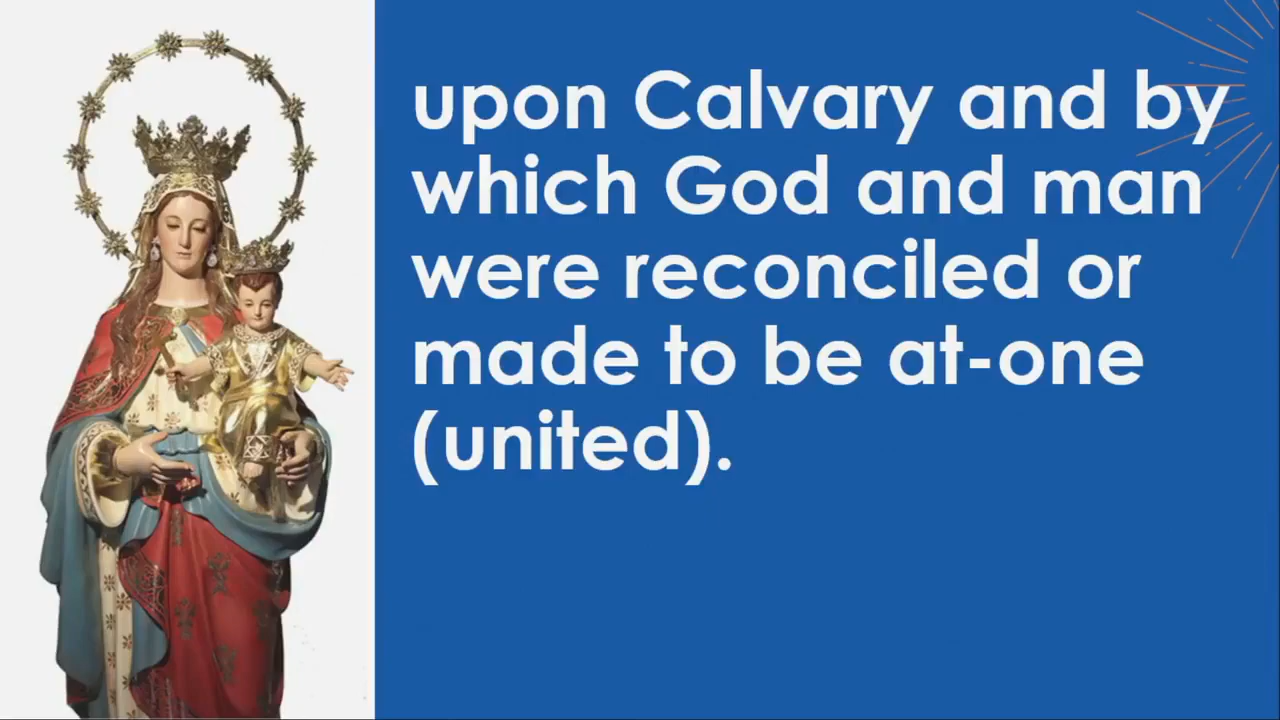 upon Calvary and by
which God and man
were reconciled or
made to be at-one
(united).